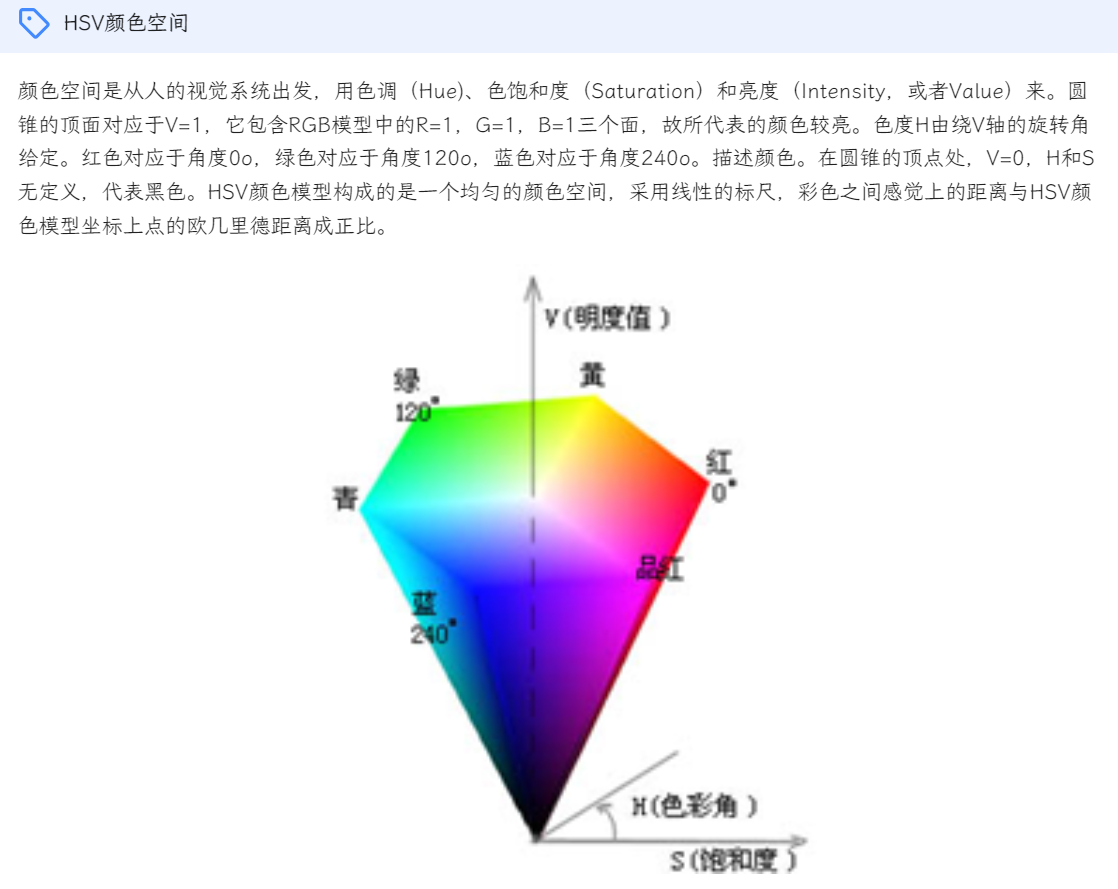 HSV颜色空间
颜色空间是从人的视觉系统出发，用色调（Hue)、色饱和度（Saturation）和亮度（Intensity，或者Value）来。圆
锥的顶面对应于V=1，它包含RGB模型中的R=1，G=1，B=1三个面，故所代表的颜色较亮。色度H由绕V轴的旋转角
给定。红色对应于角度0o，绿色对应于角度120o，蓝色对应于角度240o。描述颜色。在圆锥的顶点处，V=0，H和S
无定义，代表黑色。HSV颜色模型构成的是一个均匀的颜色空间，采用线性的标尺，彩色之间感觉上的距离与HSV颜
色模型坐标上点的欧几里德距离成正比。
V(明度值)
黄
绿
120°
红
0°
青
品红
蓝
240°
H(色彩角)
S(饱和度)